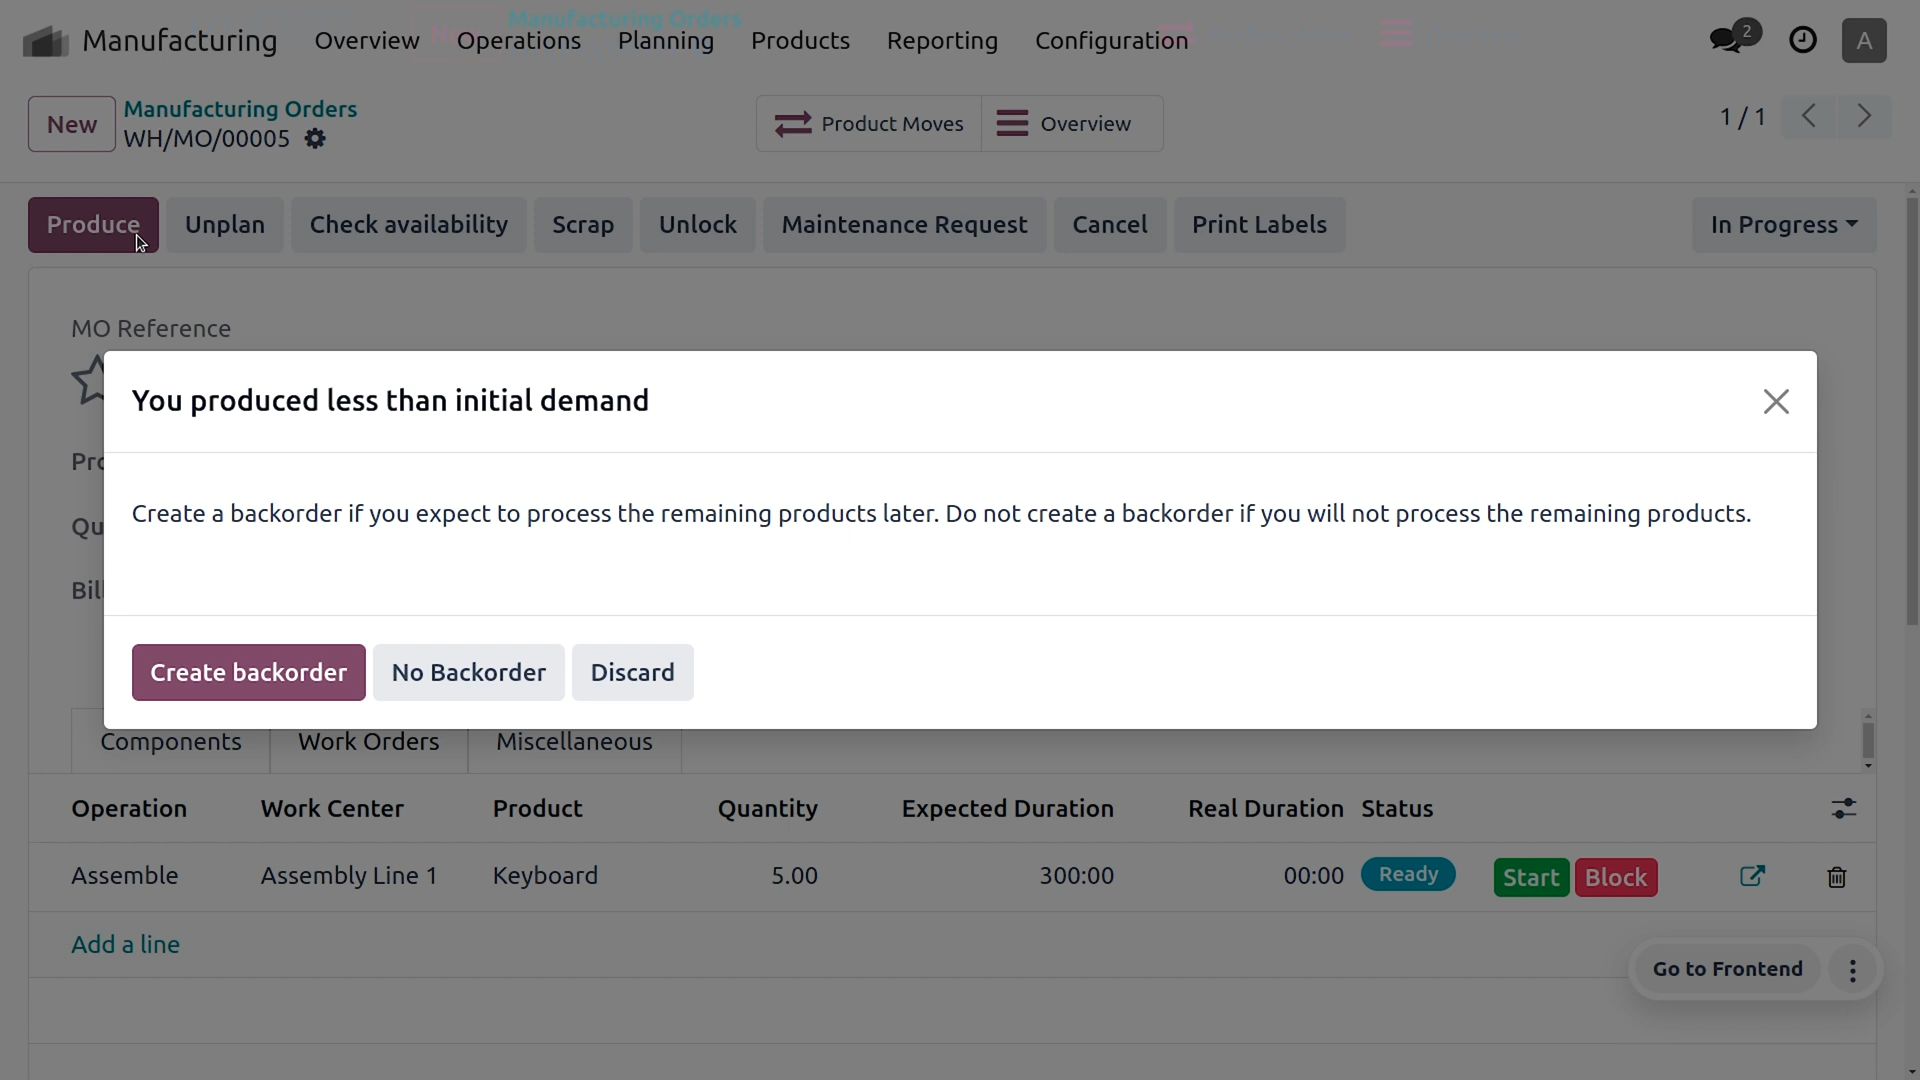 Manufacturing Overview Operations Planning Products Reporting Configuration 2 A
New Manufacturing Orders
WH/MO/00005
Product Moves Overview
1 / 1
Produce Unplan Check availability Scrap Unlock Maintenance Request Cancel Print Labels In Progress
MO Reference
You produced less than initial demand
Create a backorder if you expect to process the remaining products later. Do not create a backorder if you will not process the remaining products.
Create backorder No Backorder Discard
Components Work Orders Miscellaneous
Operation Work Center Product Quantity Expected Duration Real Duration Status
Assemble Assembly Line 1 Keyboard 5.00 300:00 00:00 Ready Start Block
Add a line
Go to Frontend